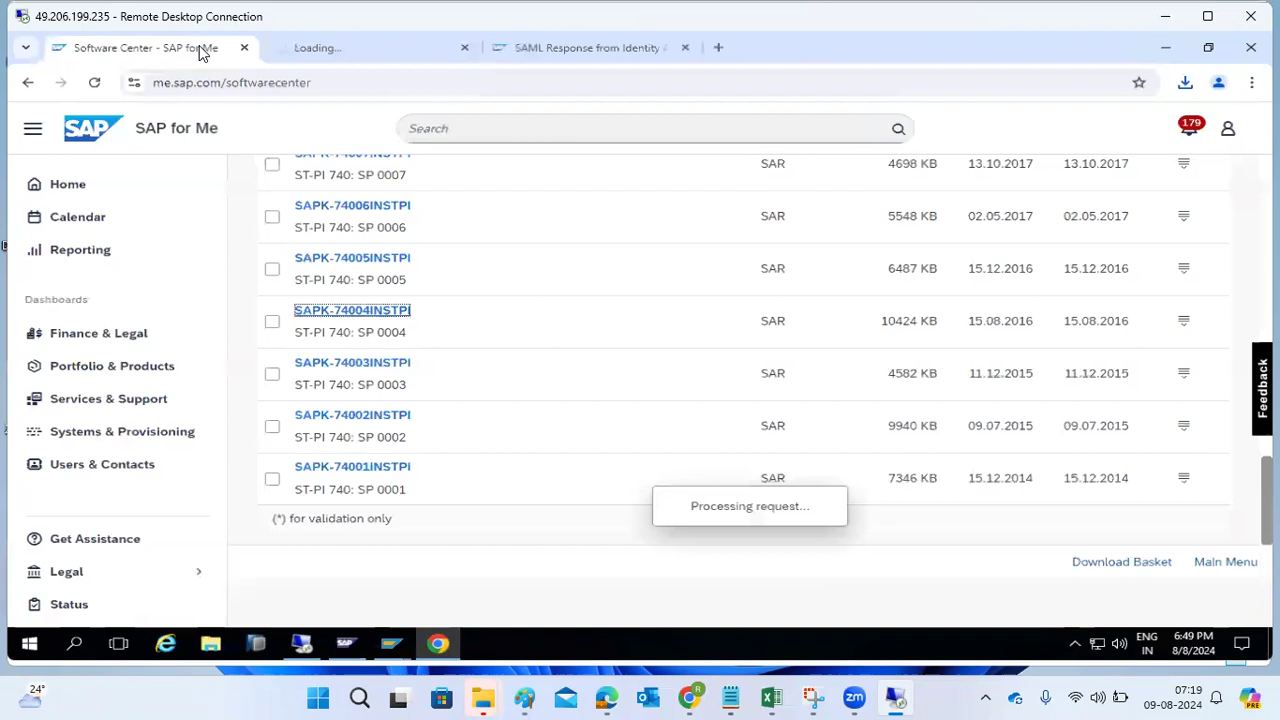 49.206.199.235 - Remote Desktop Connection
Software Center - SAP for Me
Loading...
SAML Response from Identity
me.sap.com/softwarecenter
SAP
SAP for Me
Search
179
Home
Calendar
Reporting
Dashboards
Finance & Legal
Portfolio & Products
Services & Support
Systems & Provisioning
Users & Contacts
Get Assistance
Legal
Status
SAPK-74007INSTPI
ST-PI 740: SP 0007
SAR
4698 KB
13.10.2017
13.10.2017
SAPK-74006INSTPI
ST-PI 740: SP 0006
SAR
5548 KB
02.05.2017
02.05.2017
SAPK-74005INSTPI
ST-PI 740: SP 0005
SAR
6487 KB
15.12.2016
15.12.2016
SAPK-74004INSTPI
ST-PI 740: SP 0004
SAR
10424 KB
15.08.2016
15.08.2016
SAPK-74003INSTPI
ST-PI 740: SP 0003
SAR
4582 KB
11.12.2015
11.12.2015
SAPK-74002INSTPI
ST-PI 740: SP 0002
SAR
9940 KB
09.07.2015
09.07.2015
SAPK-74001INSTPI
ST-PI 740: SP 0001
SAR
7346 KB
15.12.2014
15.12.2014
(*) for validation only
Processing request...
Download Basket
Main Menu
Feedback
ENG
IN
6:49 PM
8/8/2024
24°
07:19
09-08-2024